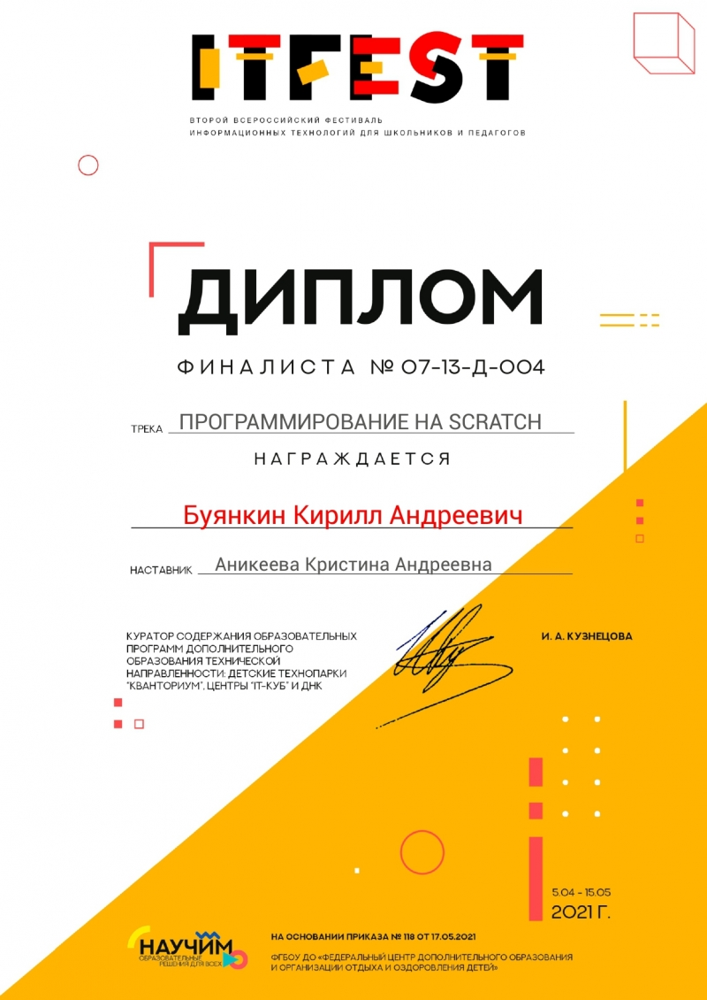 ITFEST
ВТОРОЙ ВСЕРОССИЙСКИЙ ФЕСТИВАЛЬ
ИНФОРМАЦИОННЫХ ТЕХНОЛОГИЙ ДЛЯ ШКОЛЬНИКОВ И ПЕДАГОГОВ
ДИПЛОМ
ФИНАЛИСТА № 07-13-Д-004
ТРЕКА ПРОГРАММИРОВАНИЕ НА SCRATCH
НАГРАЖДАЕТСЯ
Буянкин Кирилл Андреевич
НАСТАВНИК Аникеева Кристина Андреевна
КУРАТОР СОДЕРЖАНИЯ ОБРАЗОВАТЕЛЬНЫХ
ПРОГРАММ ДОПОЛНИТЕЛЬНОГО
ОБРАЗОВАНИЯ ТЕХНИЧЕСКОЙ
НАПРАВЛЕННОСТИ: ДЕТСКИЕ ТЕХНОПАРКИ
"КВАНТОРИУМ", ЦЕНТРЫ "IT-КУБ" И ДНК
И. А. КУЗНЕЦОВА
5.04 - 15.05
2021 Г.
НАУЧИМ
ОБРАЗОВАТЕЛЬНЫЕ
РЕШЕНИЯ ДЛЯ ВСЕХ
НА ОСНОВАНИИ ПРИКАЗА № 118 ОТ 17.05.2021
ФГБОУ ДО «ФЕДЕРАЛЬНЫЙ ЦЕНТР ДОПОЛНИТЕЛЬНОГО ОБРАЗОВАНИЯ
И ОРГАНИЗАЦИИ ОТДЫХА И ОЗДОРОВЛЕНИЯ ДЕТЕЙ»